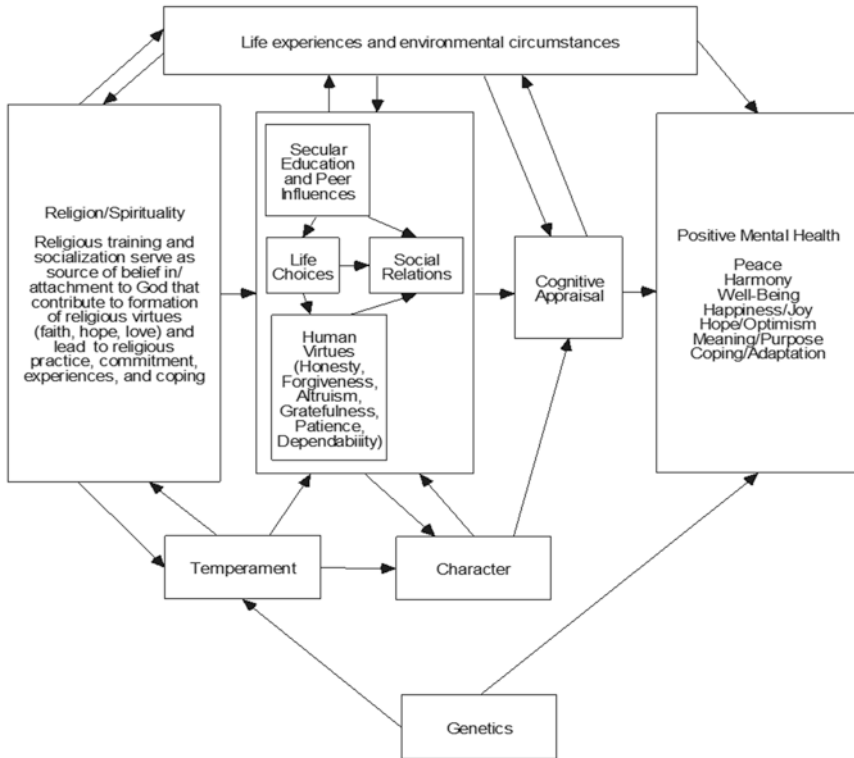 Life experiences and environmental circumstances
Secular
Education
and Peer
Influences
Religion/Spirituality
Religious training and
socialization serve as
source of belief in/
attachment to God that
contribute to formation
of religious virtues
(faith, hope, love) and
lead to religious
practice, commitment,
experiences, and coping
Life
Choices
Social
Relations
Human
Virtues
(Honesty,
Forgiveness,
Altruism,
Gratefulness,
Patience,
Dependabiiity)
Cognitive
Appraisal
Positive Mental Health
Peace
Harmony
Well-Being
Happiness/Joy
Hope/Optimism
Meaning/Purpose
Coping/Adaptation
Temperament
Character
Genetics